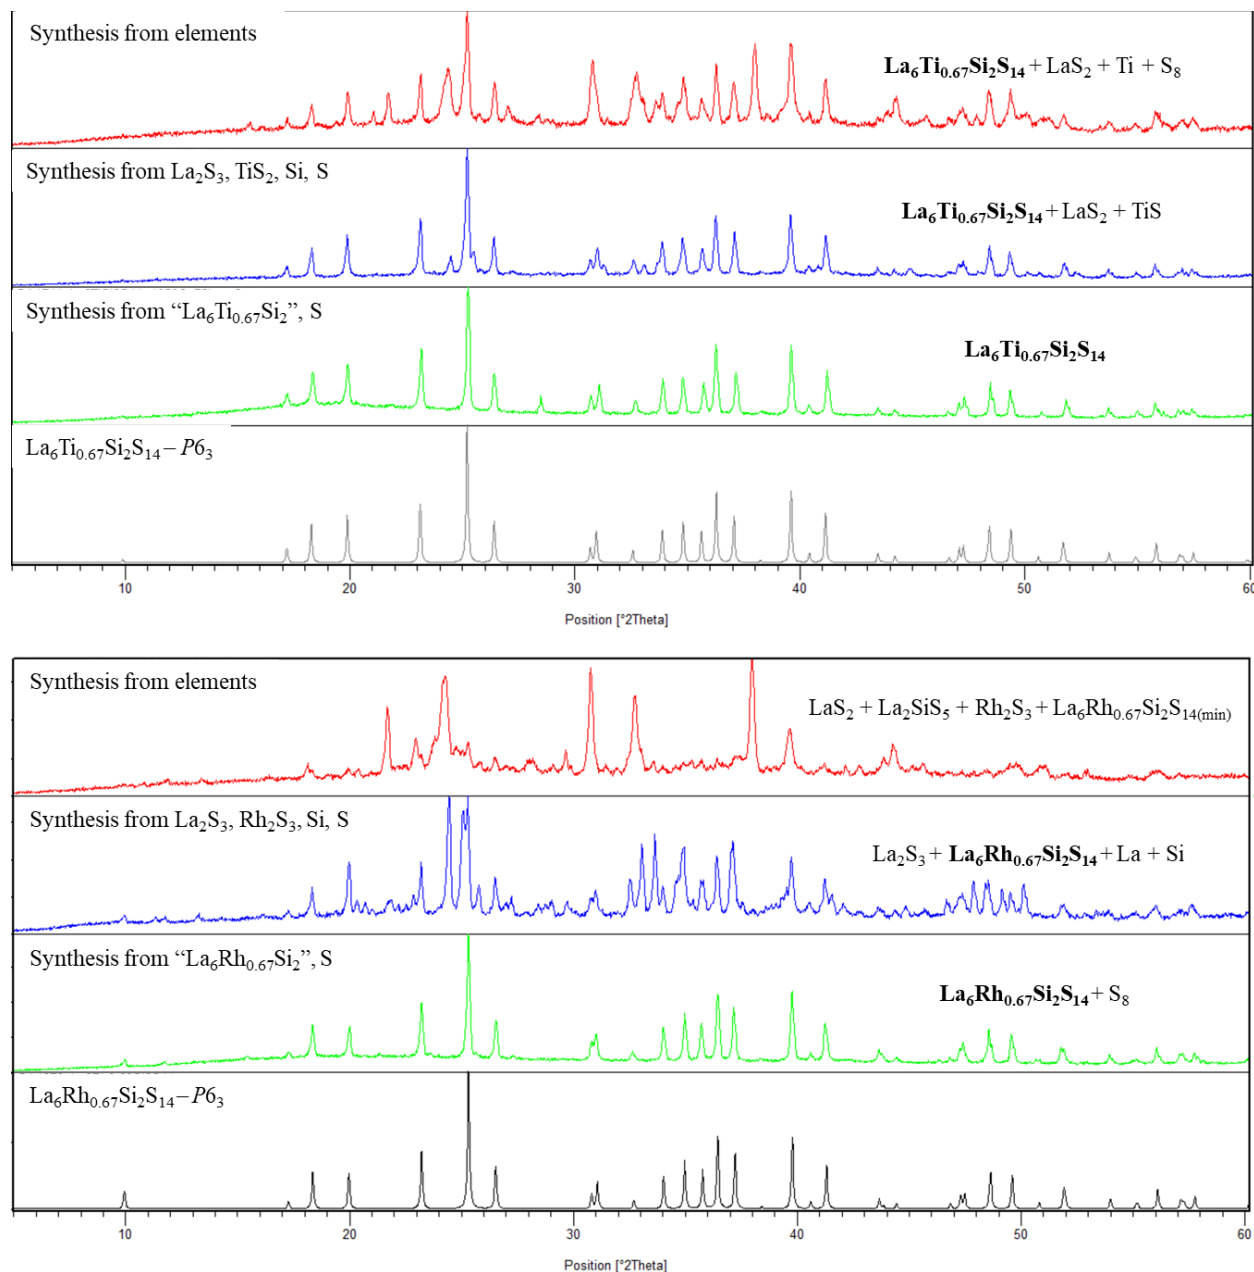 Synthesis from elements
La₆Ti₀.₆₇Si₂S₁₄ + LaS₂ + Ti + S₈
Synthesis from La₂S₃, TiS₂, Si, S
La₆Ti₀.₆₇Si₂S₁₄ + LaS₂ + TiS
Synthesis from “La₆Ti₀.₆₇Si₂”, S
La₆Ti₀.₆₇Si₂S₁₄
La₆Ti₀.₆₇Si₂S₁₄ – P6₃
10 20 30 40 50 60
Position [°2Theta]
Synthesis from elements
LaS₂ + La₂SiS₅ + Rh₂S₃ + La₆Rh₀.₆₇Si₂S₁₄(min)
Synthesis from La₂S₃, Rh₂S₃, Si, S
La₂S₃ + La₆Rh₀.₆₇Si₂S₁₄ + La + Si
Synthesis from “La₆Rh₀.₆₇Si₂”, S
La₆Rh₀.₆₇Si₂S₁₄ + S₈
La₆Rh₀.₆₇Si₂S₁₄ – P6₃
10 20 30 40 50 60
Position [°2Theta]